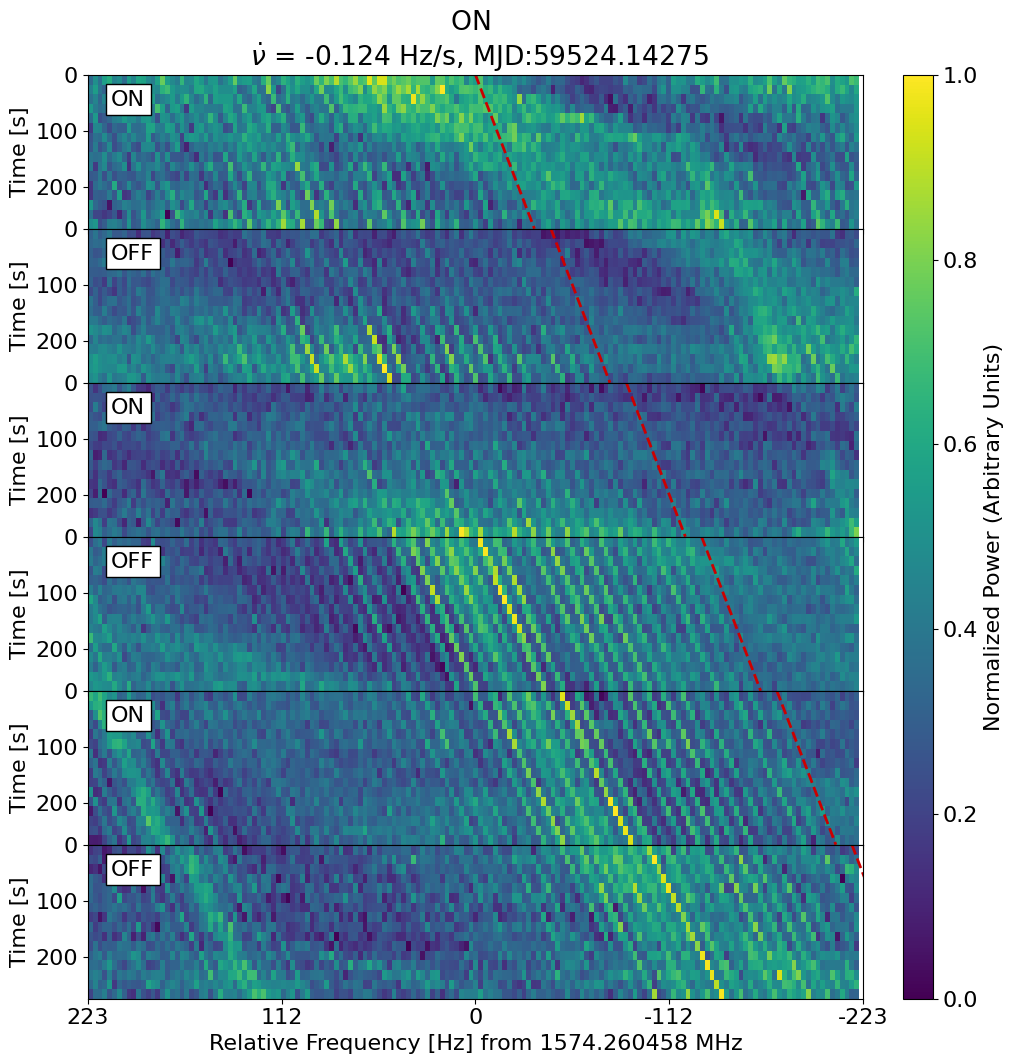 ON
ν̇ = -0.124 Hz/s, MJD:59524.14275
ON
OFF
ON
OFF
ON
OFF
0
100
200
0
100
200
0
100
200
0
100
200
0
100
200
0
100
200
Time [s]
Time [s]
Time [s]
Time [s]
Time [s]
Time [s]
223
112
0
-112
-223
Relative Frequency [Hz] from 1574.260458 MHz
1.0
0.8
0.6
0.4
0.2
0.0
Normalized Power (Arbitrary Units)